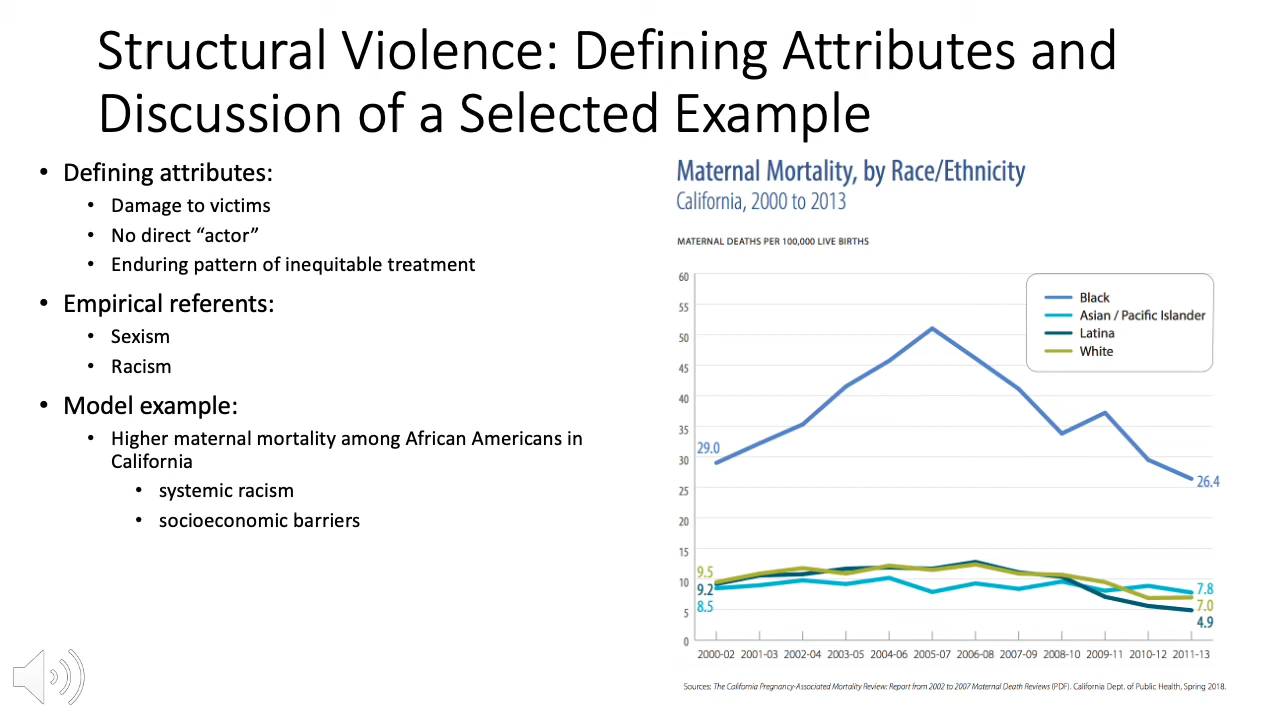 Structural Violence: Defining Attributes and
Discussion of a Selected Example
• Defining attributes:
• Damage to victims
• No direct “actor”
• Enduring pattern of inequitable treatment
• Empirical referents:
• Sexism
• Racism
• Model example:
• Higher maternal mortality among African Americans in
California
• systemic racism
• socioeconomic barriers
Maternal Mortality, by Race/Ethnicity
California, 2000 to 2013
MATERNAL DEATHS PER 100,000 LIVE BIRTHS
60
55
50
45
40
35
30
25
20
15
10
5
0
Black
Asian / Pacific Islander
Latina
White
29.0
26.4
9.5
9.2
8.5
7.8
7.0
4.9
2000-02 2001-03 2002-04 2003-05 2004-06 2005-07 2006-08 2007-09 2008-10 2009-11 2010-12 2011-13
Sources: The California Pregnancy-Associated Mortality Review: Report from 2002 to 2007 Maternal Death Reviews (PDF). California Dept. of Public Health, Spring 2018.